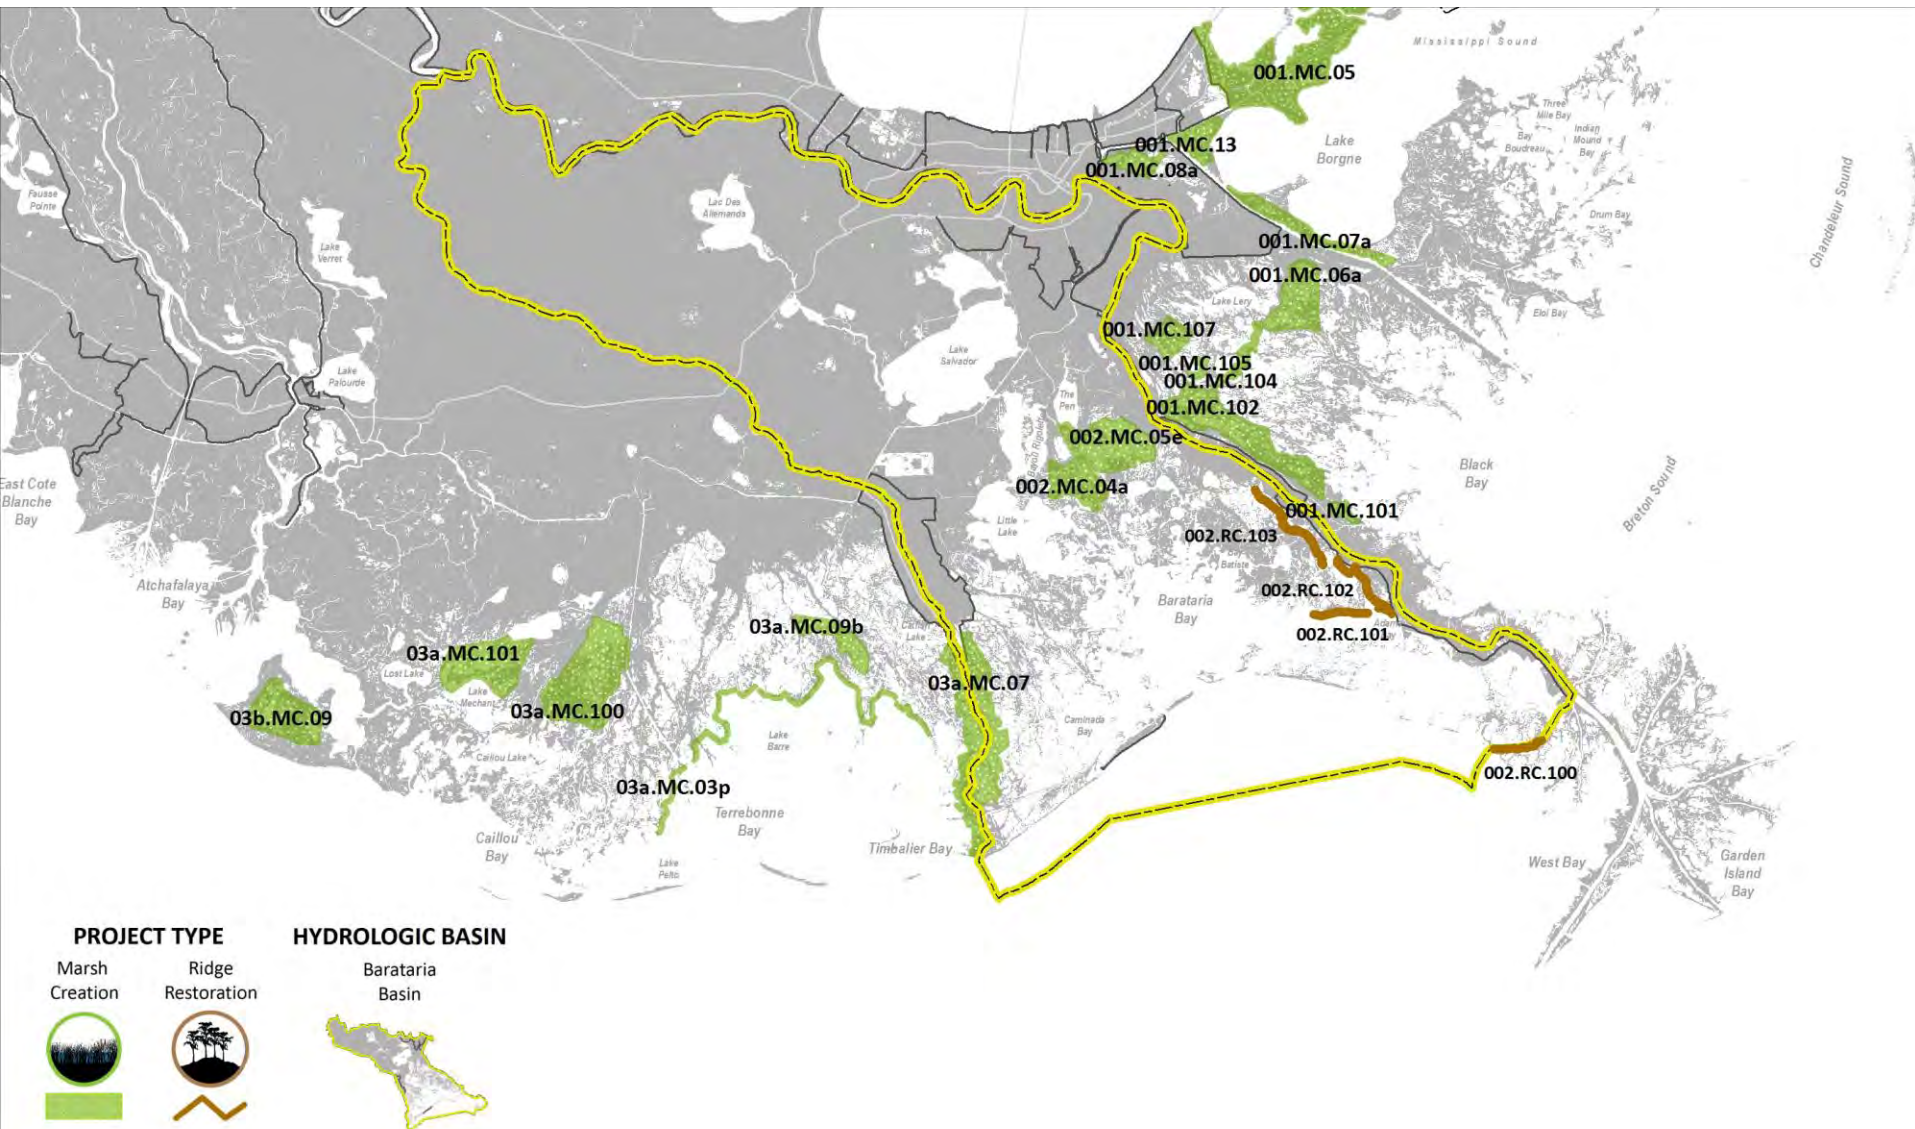 Mississippi Sound
001.MC.05
Three
Mile Bay
Indian
Mound
Bay
Bay
Boudreau
Lake
Borgne
001.MC.13
001.MC.08a
Fausse
Pointe
Lac Des
Allemands
Drum Bay
Chandeleur Sound
Lake
Verret
001.MC.07a
001.MC.06a
Lake Lery
Eloi Bay
001.MC.107
Lake
Salvador
Lake
Palourde
001.MC.105
001.MC.104
The
Pen
001.MC.102
002.MC.05e
Black
Bay
002.MC.04a
East Cote
Blanche
Bay
Breton Sound
001.MC.101
Little
Lake
002.RC.103
Batiste
Atchafalaya
Bay
002.RC.102
Barataria
Bay
002.RC.101
03a.MC.09b
Lake
03a.MC.101
Lost Lake
03a.MC.07
Lake
Mechant
03a.MC.100
03b.MC.09
Caminada
Bay
Lake
Barre
Caillou Lake
002.RC.100
03a.MC.03p
Terrebonne
Bay
Caillou
Bay
Timbalier Bay
Lake
Pelto
West Bay
Garden
Island
Bay
PROJECT TYPE
HYDROLOGIC BASIN
Marsh
Creation
Ridge
Restoration
Barataria
Basin